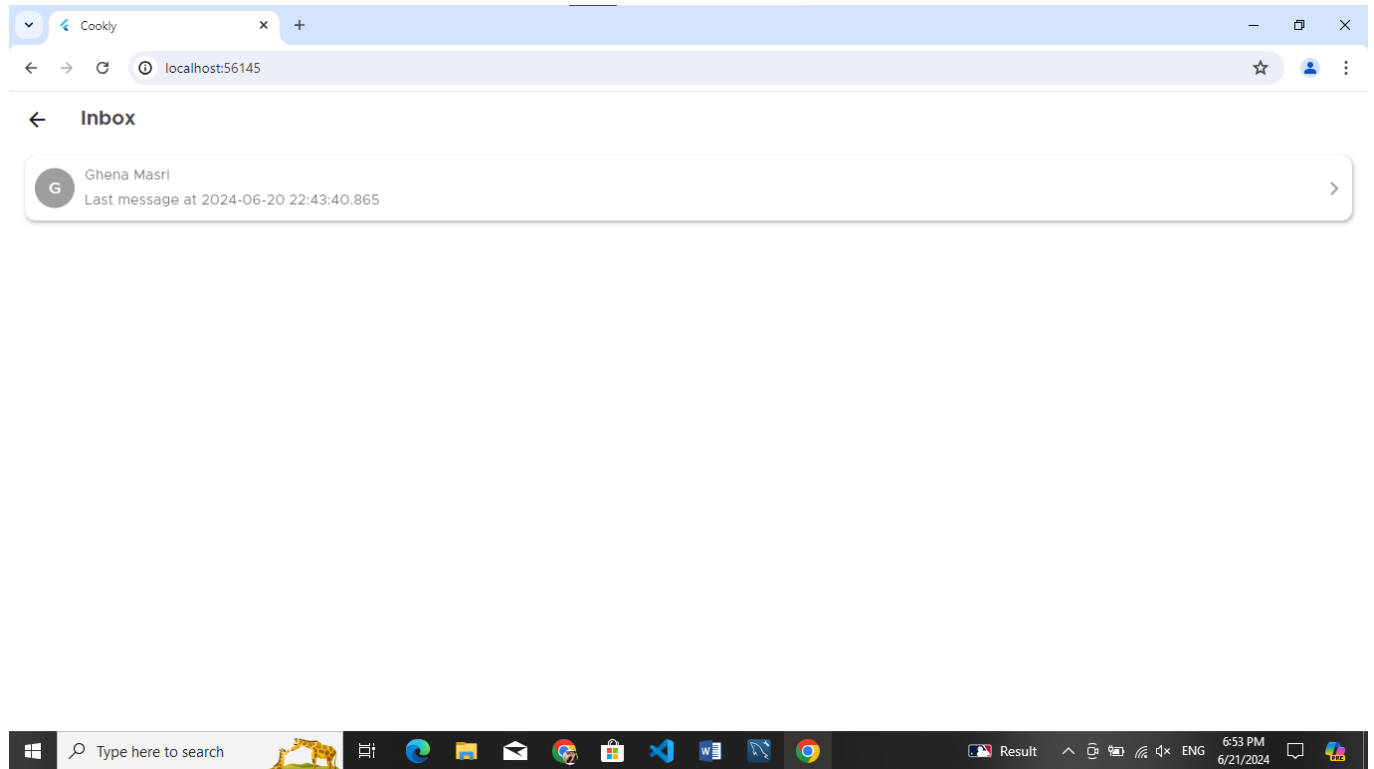 Cookly
localhost:56145
Inbox
G
Ghena Masri
Last message at 2024-06-20 22:43:40.865
Type here to search
W
Result
ENG
6:53 PM
6/21/2024
PRE